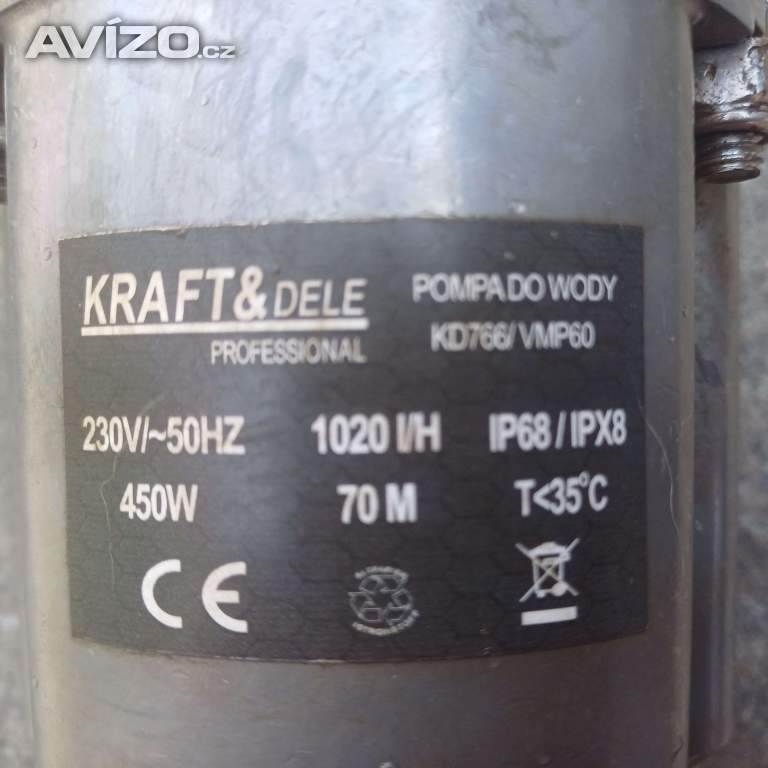 AVÍZO.cz
KRAFT&DELE
PROFESSIONAL
POMPA DO WODY
KD766/VMP60
230V/~50HZ 1020 l/H IP68/IPX8
450W 70 M T<35°C
CE